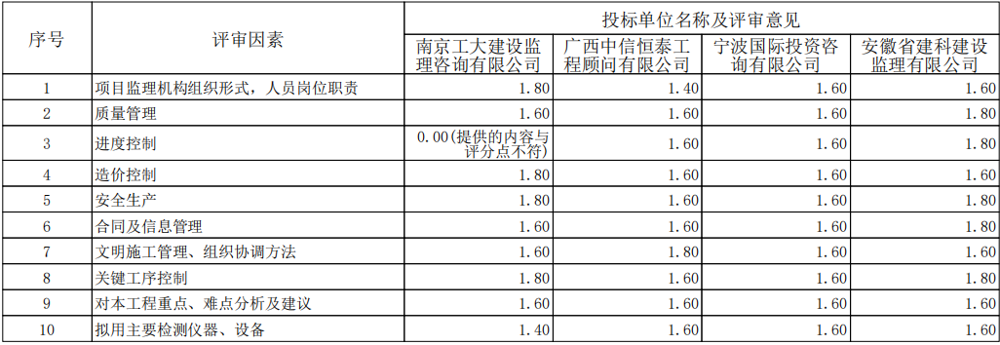 序号 评审因素 投标单位名称及评审意见
南京工大建设监理咨询有限公司 广西中信恒泰工程顾问有限公司 宁波国际投资咨询有限公司 安徽省建科建设监理有限公司
1 项目监理机构组织形式，人员岗位职责 1.80 1.40 1.60 1.60
2 质量管理 1.60 1.60 1.60 1.80
3 进度控制 0.00(提供的内容与评分点不符) 1.60 1.60 1.80
4 造价控制 1.80 1.60 1.60 1.60
5 安全生产 1.80 1.60 1.60 1.80
6 合同及信息管理 1.60 1.60 1.60 1.80
7 文明施工管理、组织协调方法 1.60 1.80 1.60 1.60
8 关键工序控制 1.80 1.60 1.60 1.80
9 对本工程重点、难点分析及建议 1.60 1.60 1.60 1.60
10 拟用主要检测仪器、设备 1.40 1.60 1.60 1.60